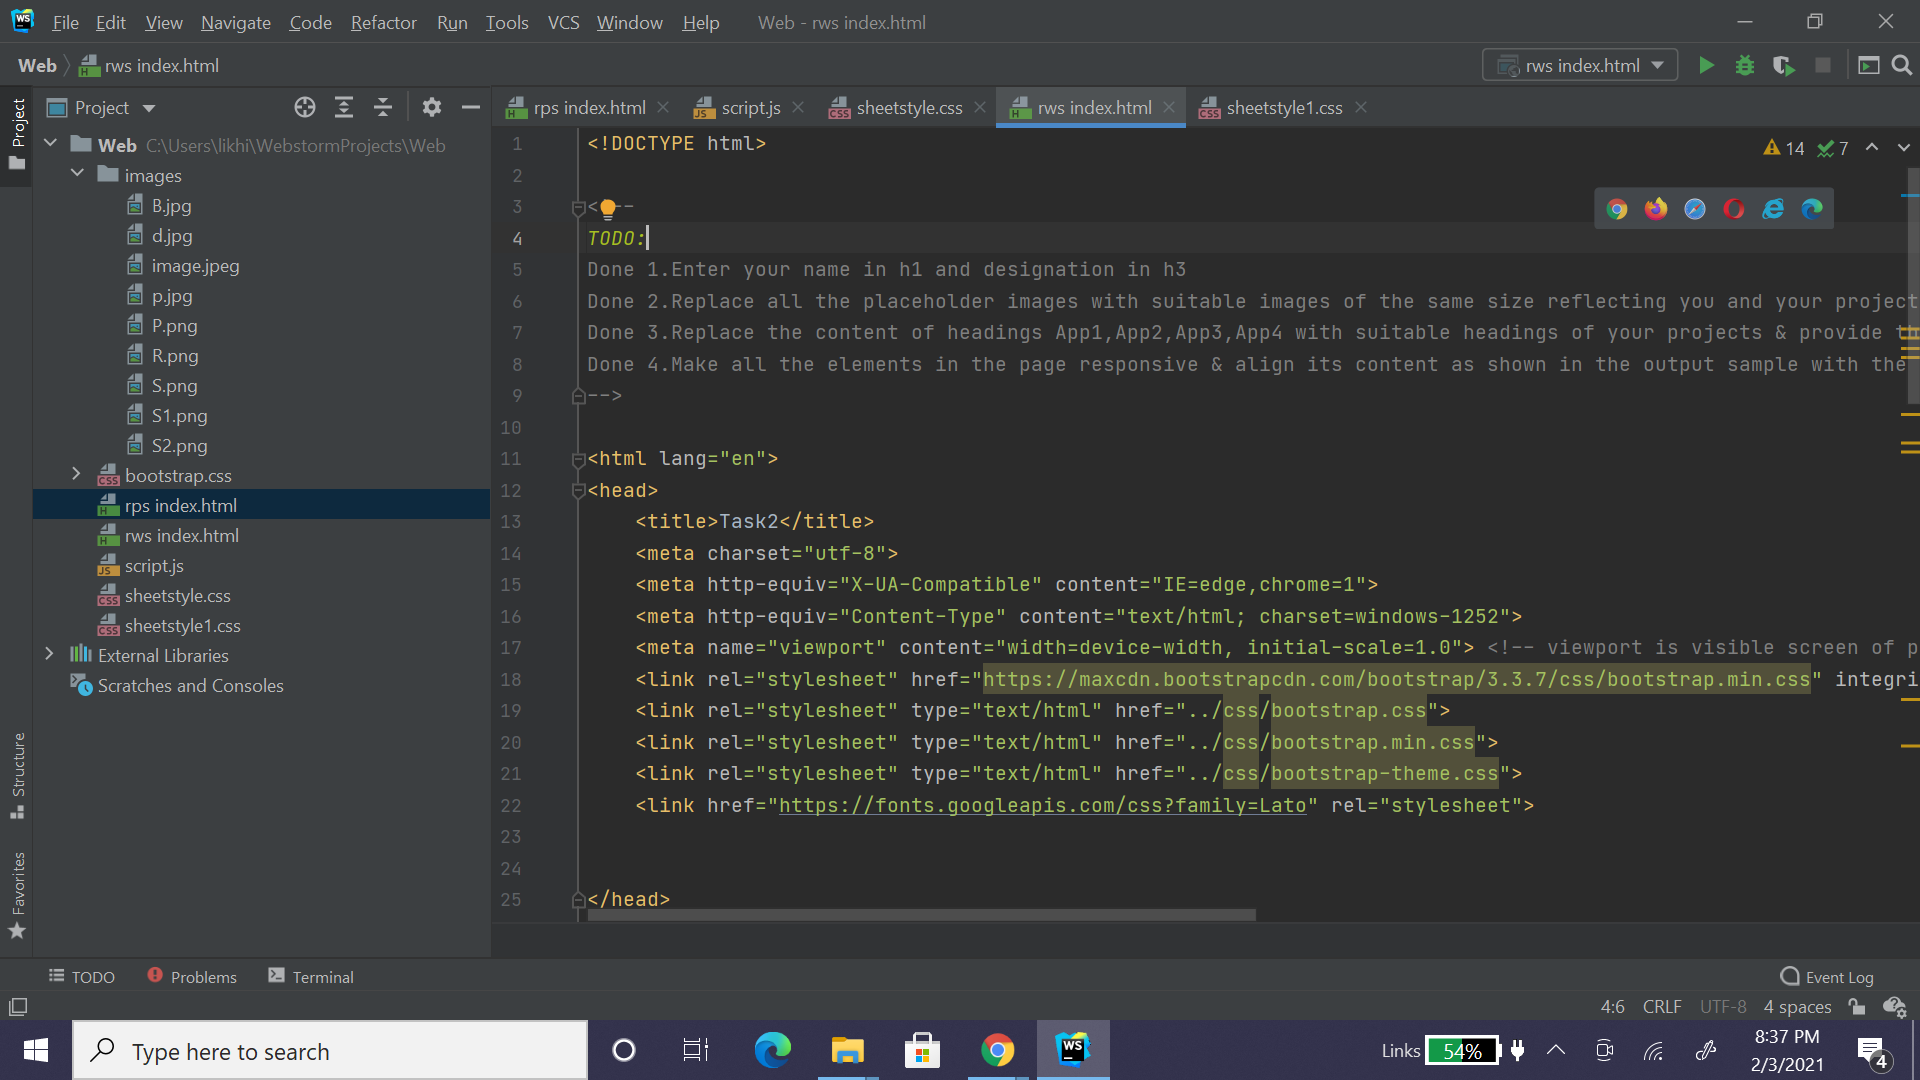 File Edit View Navigate Code Refactor Run Tools VCS Window Help Web - rws index.html
Web rws index.html rws index.html
Project
Project
rps index.html script.js sheetstyle.css rws index.html sheetstyle1.css
Web C:\Users\likhi\WebstormProjects\Web
images
B.jpg
d.jpg
image.jpeg
p.jpg
P.png
R.png
S.png
S1.png
S2.png
bootstrap.css
rps index.html
rws index.html
script.js
sheetstyle.css
sheetstyle1.css
External Libraries
Scratches and Consoles
Structure
Favorites
14 7
1 <!DOCTYPE html>
2
3 <--
4 TODO:
5 Done 1.Enter your name in h1 and designation in h3
6 Done 2.Replace all the placeholder images with suitable images of the same size reflecting you and your project
7 Done 3.Replace the content of headings App1,App2,App3,App4 with suitable headings of your projects & provide th
8 Done 4.Make all the elements in the page responsive & align its content as shown in the output sample with the
9 -->
10
11 <html lang="en">
12 <head>
13 <title>Task2</title>
14 <meta charset="utf-8">
15 <meta http-equiv="X-UA-Compatible" content="IE=edge,chrome=1">
16 <meta http-equiv="Content-Type" content="text/html; charset=windows-1252">
17 <meta name="viewport" content="width=device-width, initial-scale=1.0"> <!-- viewport is visible screen of p
18 <link rel="stylesheet" href="https://maxcdn.bootstrapcdn.com/bootstrap/3.3.7/css/bootstrap.min.css" integri
19 <link rel="stylesheet" type="text/html" href="../css/bootstrap.css">
20 <link rel="stylesheet" type="text/html" href="../css/bootstrap.min.css">
21 <link rel="stylesheet" type="text/html" href="../css/bootstrap-theme.css">
22 <link href="https://fonts.googleapis.com/css?family=Lato" rel="stylesheet">
23
24
25 </head>
TODO Problems Terminal Event Log
4:6 CRLF UTF-8 4 spaces
Type here to search
Links 54%
8:37 PM
2/3/2021
4